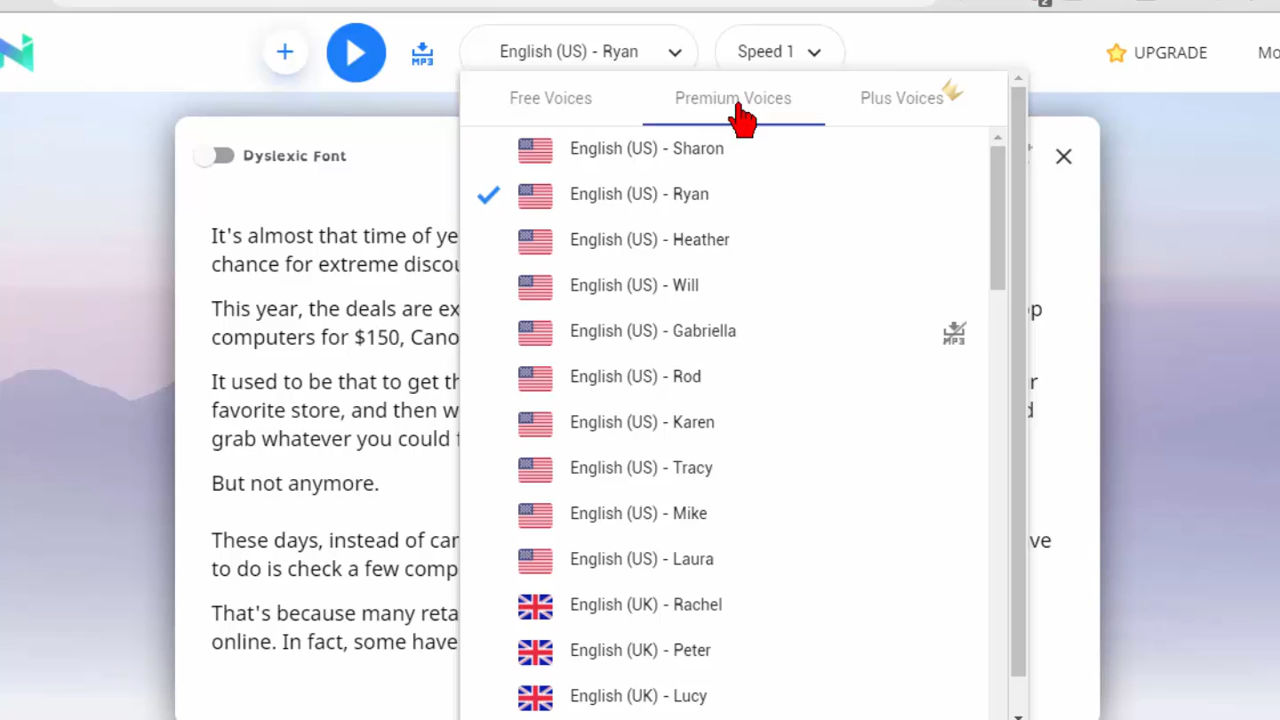 2
English (US) - Ryan
Speed 1
UPGRADE
Mo
MP3
Free Voices
Premium Voices
Plus Voices
English (US) - Sharon
English (US) - Ryan
English (US) - Heather
English (US) - Will
English (US) - Gabriella
MP3
English (US) - Rod
English (US) - Karen
English (US) - Tracy
English (US) - Mike
English (US) - Laura
English (UK) - Rachel
English (UK) - Peter
English (UK) - Lucy
Dyslexic Font
It's almost that time of ye
chance for extreme discou
This year, the deals are ex op
computers for $150, Cano
It used to be that to get th r
favorite store, and then w d
grab whatever you could f
But not anymore.
These days, instead of car ve
to do is check a few comp
That's because many reta
online. In fact, some have